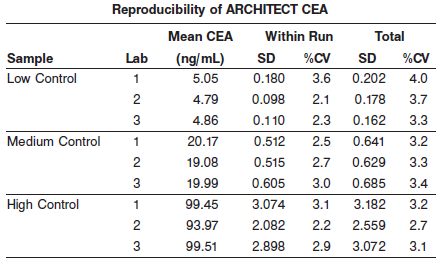 Reproducibility of ARCHITECT CEA
Mean CEA Within Run Total
Sample Lab (ng/mL) SD %CV SD %CV
Low Control 1 5.05 0.180 3.6 0.202 4.0
2 4.79 0.098 2.1 0.178 3.7
3 4.86 0.110 2.3 0.162 3.3
Medium Control 1 20.17 0.512 2.5 0.641 3.2
2 19.08 0.515 2.7 0.629 3.3
3 19.99 0.605 3.0 0.685 3.4
High Control 1 99.45 3.074 3.1 3.182 3.2
2 93.97 2.082 2.2 2.559 2.7
3 99.51 2.898 2.9 3.072 3.1